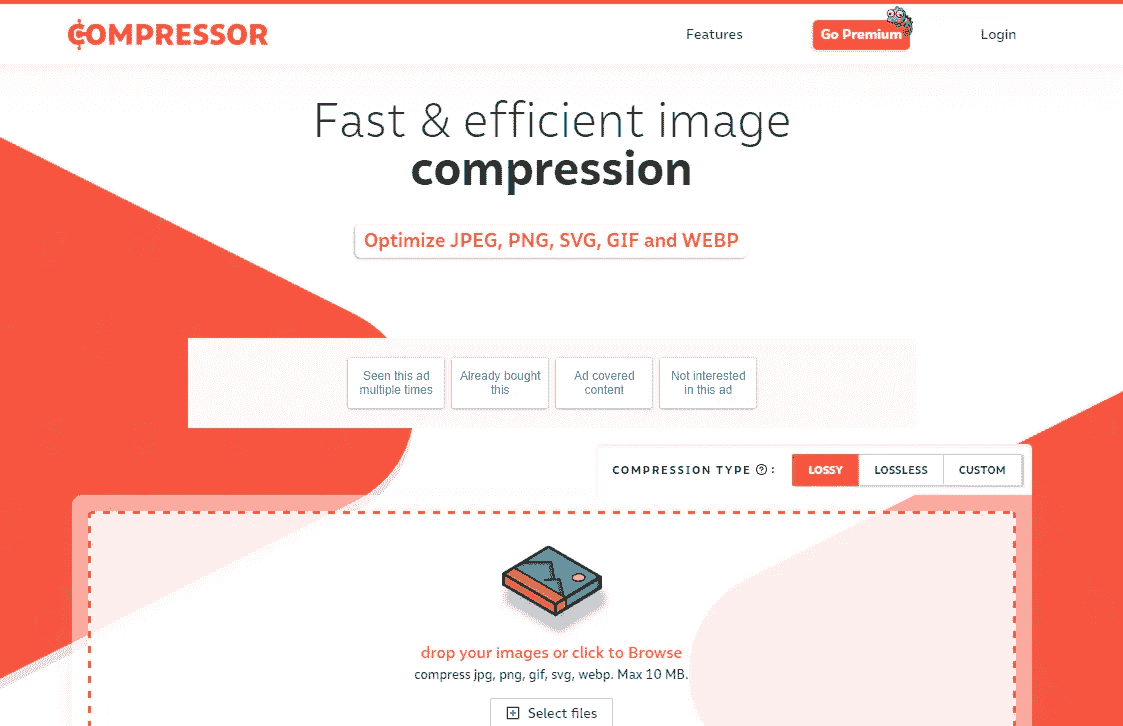 COMPRESSOR
Features
Go Premium
Login
Fast & efficient image
compression
Optimize JPEG, PNG, SVG, GIF and WEBP
Seen this ad
multiple times
Already bought
this
Ad covered
content
Not interested
in this ad
COMPRESSION TYPE ? :
LOSSY
LOSSLESS
CUSTOM
drop your images or click to Browse
compress jpg, png, gif, svg, webp. Max 10 MB.
Select files